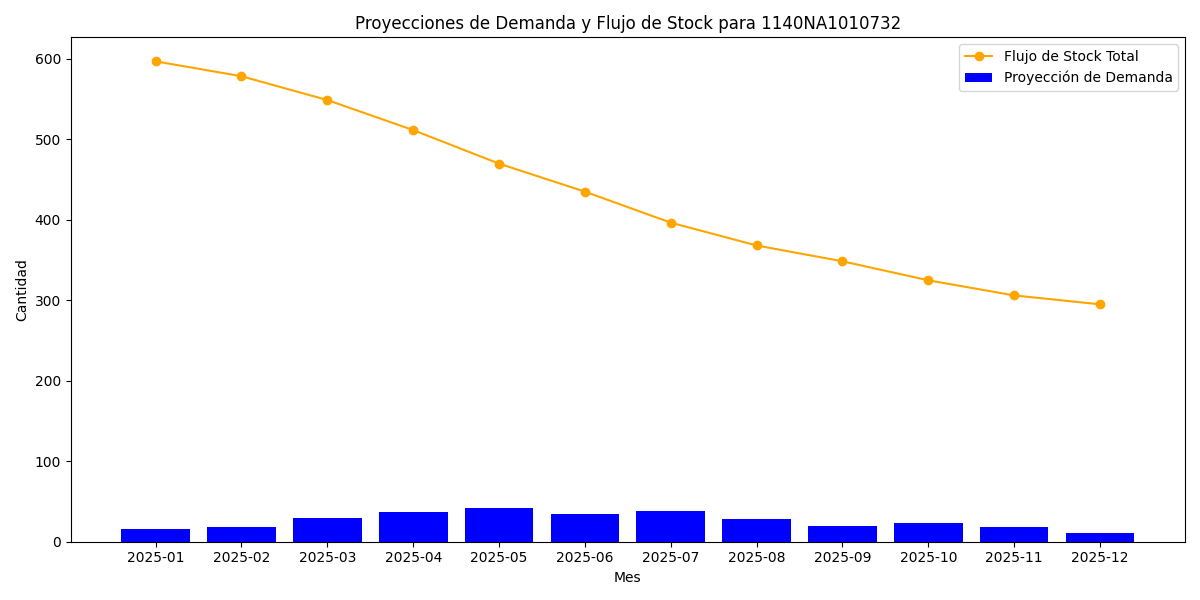 Proyecciones de Demanda y Flujo de Stock para 1140NA1010732
Flujo de Stock Total
Proyección de Demanda
Cantidad
600
500
400
300
200
100
0
2025-01 2025-02 2025-03 2025-04 2025-05 2025-06 2025-07 2025-08 2025-09 2025-10 2025-11 2025-12
Mes